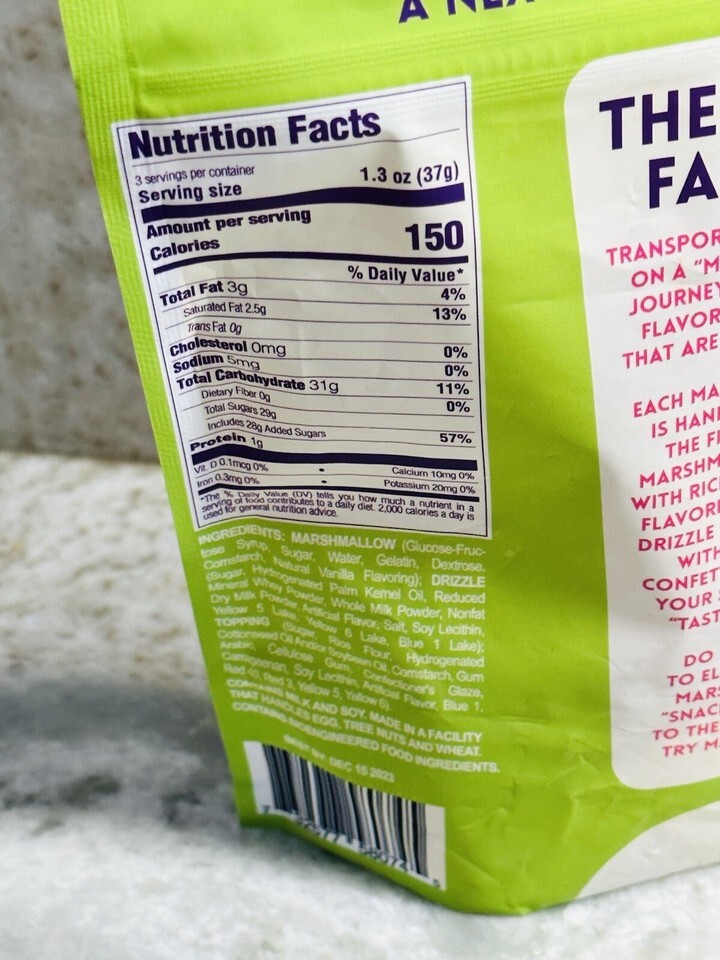 A NEX
Nutrition Facts
3 servings per container
Serving size 1.3 oz (37g)
Amount per serving
Calories 150
% Daily Value*
Total Fat 3g 4%
Saturated Fat 2.5g 13%
Trans Fat 0g
Cholesterol 0mg 0%
Sodium 5mg 0%
Total Carbohydrate 31g 11%
Dietary Fiber 0g 0%
Total Sugars 29g
Includes 28g Added Sugars 57%
Protein 1g
Vit. D 0.1mcg 0% • Calcium 10mg 0%
Iron 0.3mg 0% • Potassium 20mg 0%
*The % Daily Value (DV) tells you how much a nutrient in a
serving of food contributes to a daily diet. 2,000 calories a day is
used for general nutrition advice.
INGREDIENTS: MARSHMALLOW (Glucose-Fruc-
tose Syrup, Sugar, Water, Gelatin, Dextrose,
Cornstarch, Natural Vanilla Flavoring); DRIZZLE
(Sugar, Hydrogenated Palm Kernel Oil, Reduced
Mineral Whey Powder, Whole Milk Powder, Nonfat
Dry Milk Powder, Artificial Flavor, Salt, Soy Lecithin,
Yellow 5 Lake, Yellow 6 Lake, Blue 1 Lake);
TOPPING (Sugar, Rice Flour, Hydrogenated
Cottonseed Oil And/or Soybean Oil, Cornstarch, Gum
Arabic, Cellulose Gum, Confectioner's Glaze,
Carrageenan, Soy Lecithin, Artificial Flavor, Blue 1,
Red 40, Red 3, Yellow 5, Yellow 6).
CONTAINS MILK AND SOY. MADE IN A FACILITY
THAT HANDLES EGG, TREE NUTS AND WHEAT.
CONTAINS BIOENGINEERED FOOD INGREDIENTS.
BEST BY: DEC 15 2023
THE
FA
TRANSPOR
ON A "M
JOURNEY
FLAVOR
THAT ARE
EACH MA
IS HAN
THE F
MARSHM
WITH RIC
FLAVOR
DRIZZLE
WITH
CONFET
YOUR
"TAST
DO
TO EL
MARS
"SNAC
TO THE
TRY M